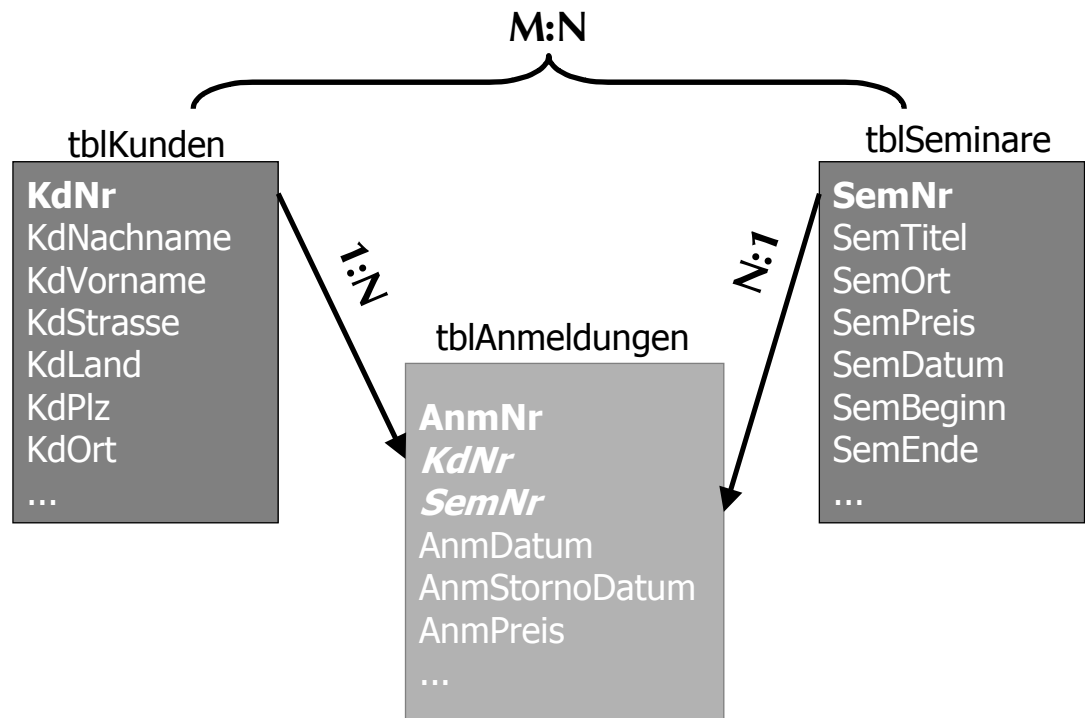 M:N
tblKunden
KdNr
KdNachname
KdVorname
KdStrasse
KdLand
KdPlz
KdOrt
...
1:N
tblAnmeldungen
AnmNr
KdNr
SemNr
AnmDatum
AnmStornoDatum
AnmPreis
...
N:1
tblSeminare
SemNr
SemTitel
SemOrt
SemPreis
SemDatum
SemBeginn
SemEnde
...